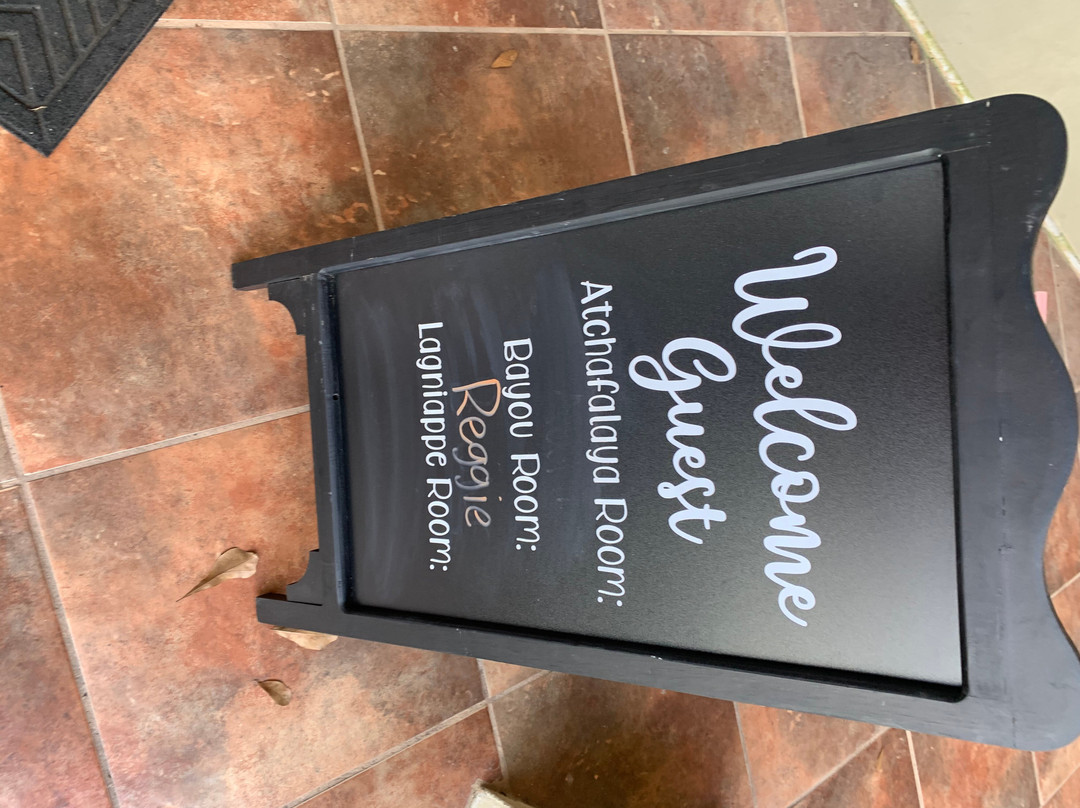 Welcome
Guest
Atchafalaya Room:
Bayou Room:
Reggie
Lagniappe Room: